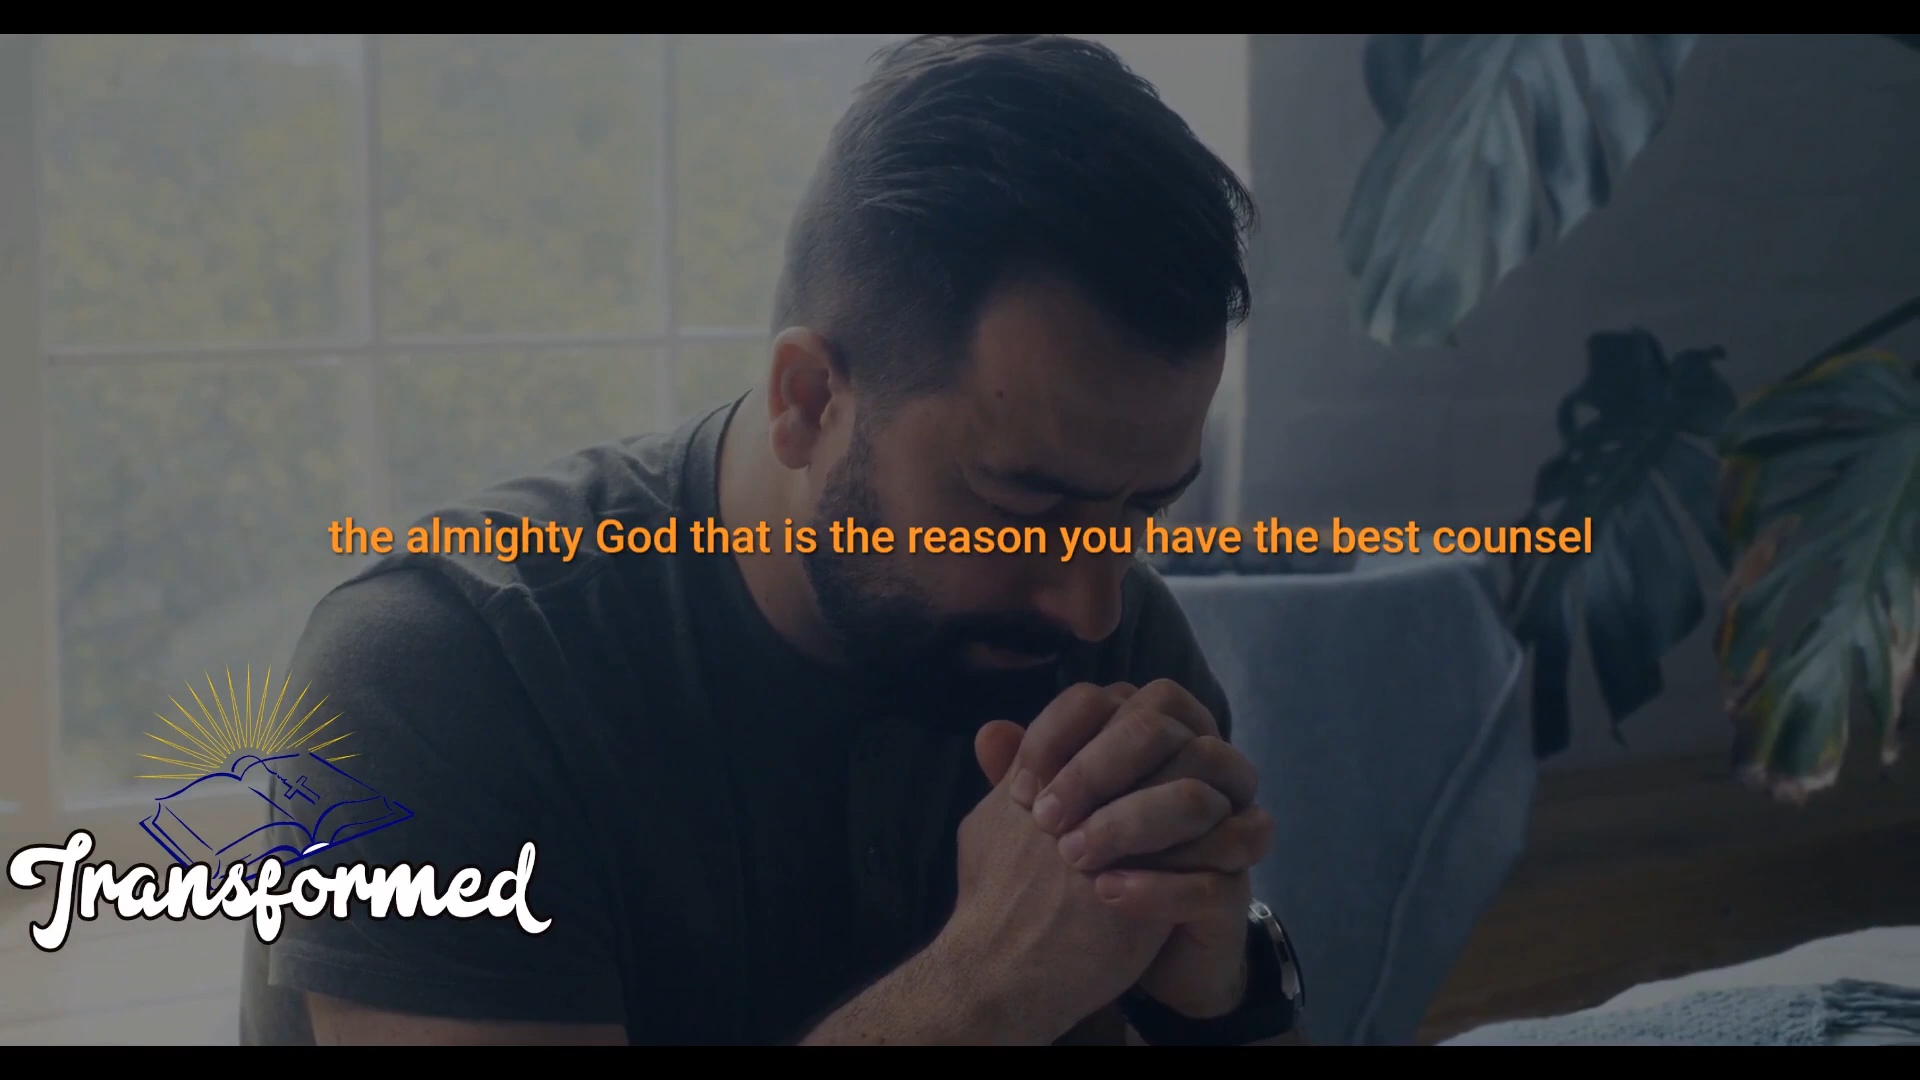 the almighty God that is the reason you have the best counsel
Transformed